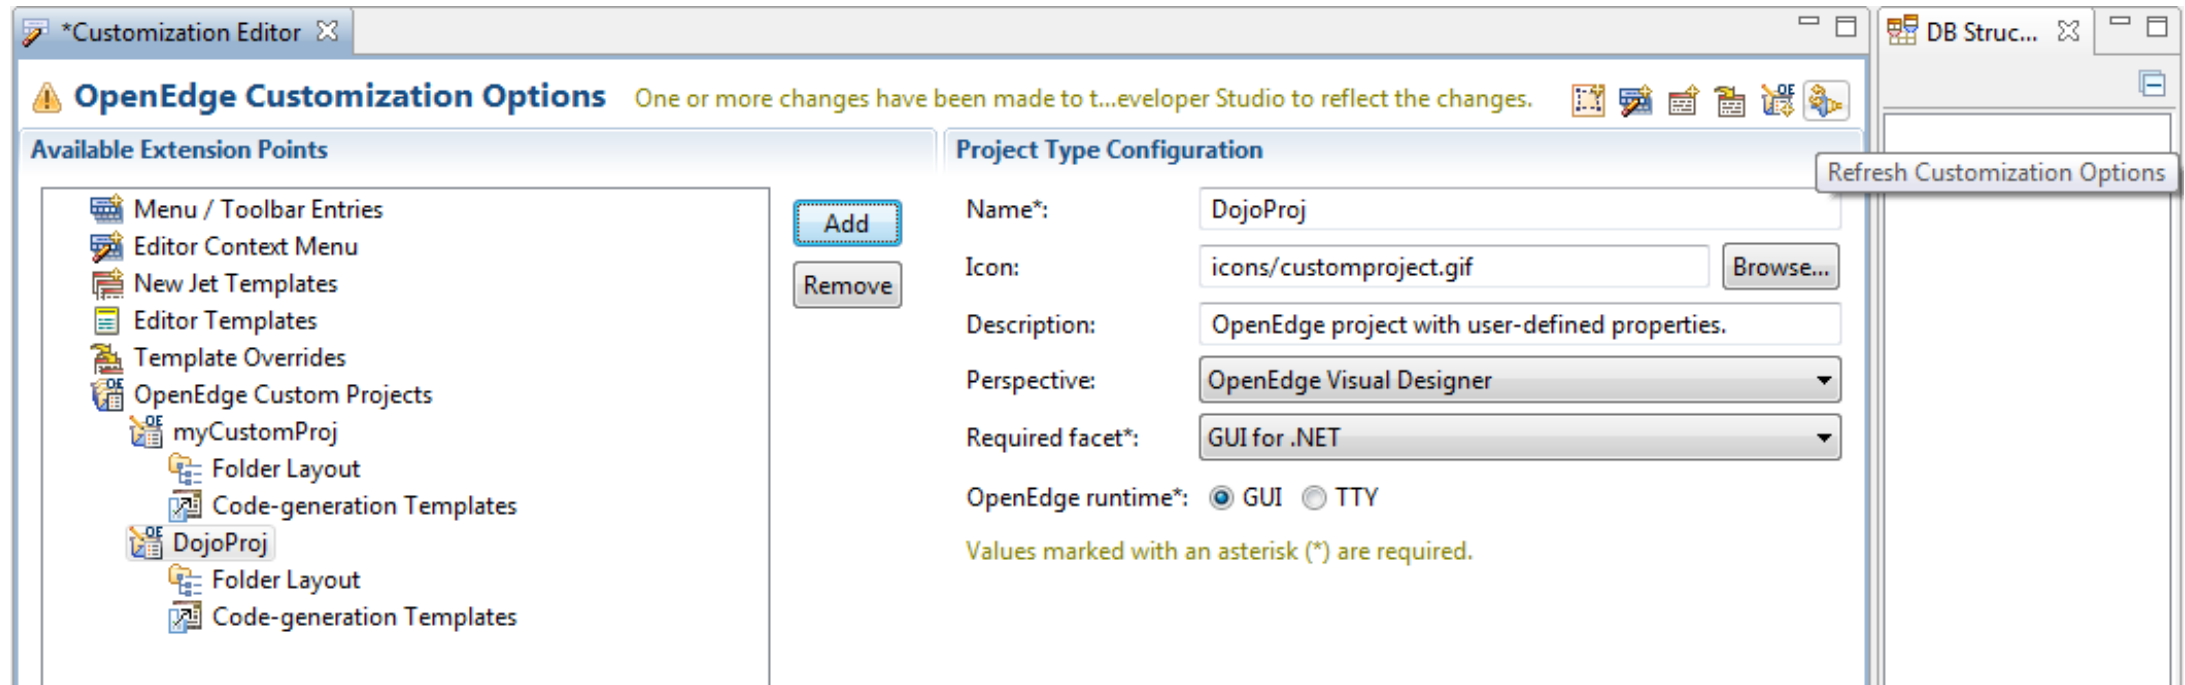 *Customization Editor
DB Struc...
OpenEdge Customization Options
One or more changes have been made to t...eveloper Studio to reflect the changes.
Available Extension Points
Project Type Configuration
Refresh Customization Options
Menu / Toolbar Entries
Editor Context Menu
New Jet Templates
Editor Templates
Template Overrides
OpenEdge Custom Projects
myCustomProj
Folder Layout
Code-generation Templates
DojoProj
Folder Layout
Code-generation Templates
Add
Remove
Name*: DojoProj
Icon: icons/customproject.gif Browse...
Description: OpenEdge project with user-defined properties.
Perspective: OpenEdge Visual Designer
Required facet*: GUI for .NET
OpenEdge runtime*: GUI TTY
Values marked with an asterisk (*) are required.